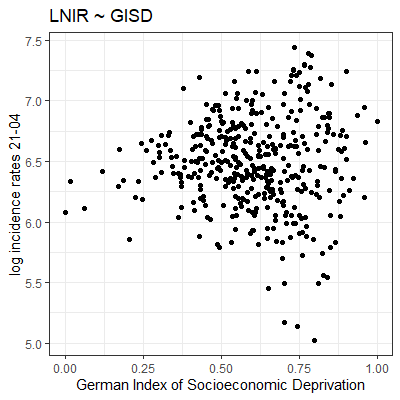 LNIR ~ GISD
log incidence rates 21-04
7.5
7.0
6.5
6.0
5.5
5.0
0.00 0.25 0.50 0.75 1.00
German Index of Socioeconomic Deprivation